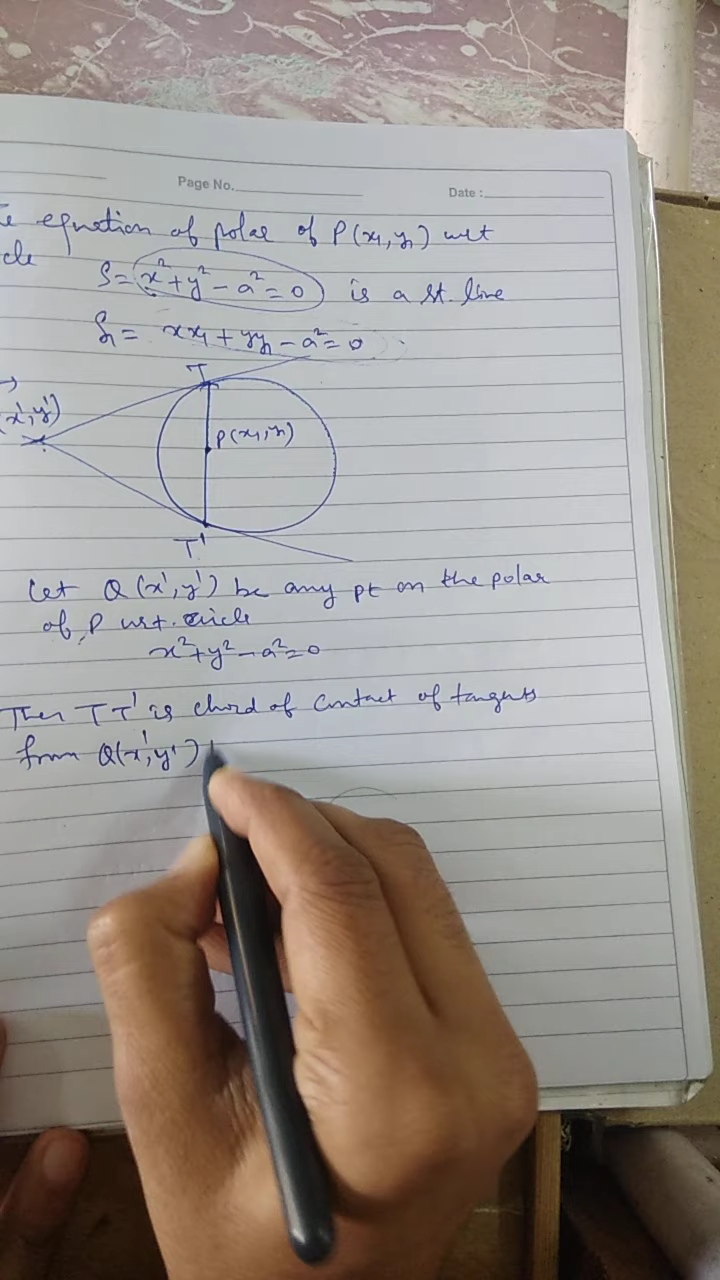 Page No. Date :
equation of polar of P(x₁,y₁) wrt
cle S = x²+y²-a²=0 is a st. line
S₁ = xx₁+yy₁-a²=0
T
(x',y')
P(x₁,y₁)
T'
Let Q(x',y') be any pt on the polar
of P wrt. circle
x²+y²-a²=0
Then TT' is chord of contact of tangents
from Q(x',y')